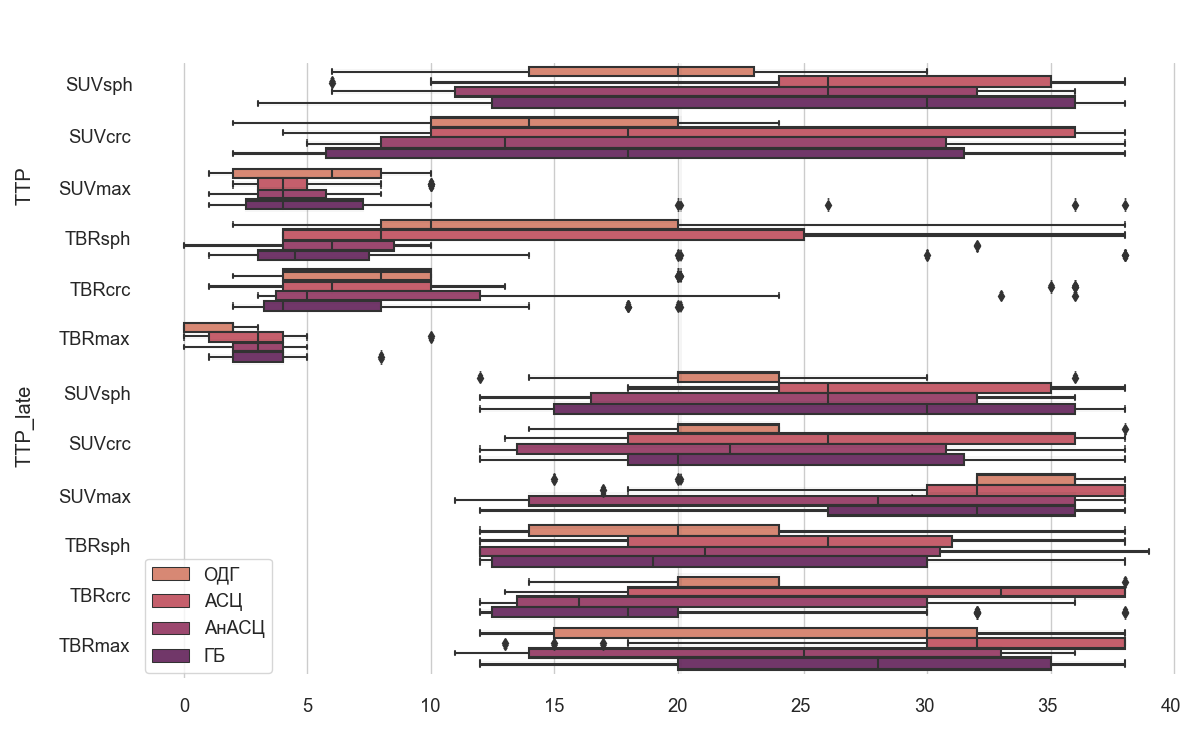 TTP
SUVsph
SUVcrc
SUVmax
TBRsph
TBRcrc
TBRmax
TTP_late
SUVsph
SUVcrc
SUVmax
TBRsph
TBRcrc
TBRmax
ОДГ
АСЦ
АнАСЦ
ГБ
0 5 10 15 20 25 30 35 40